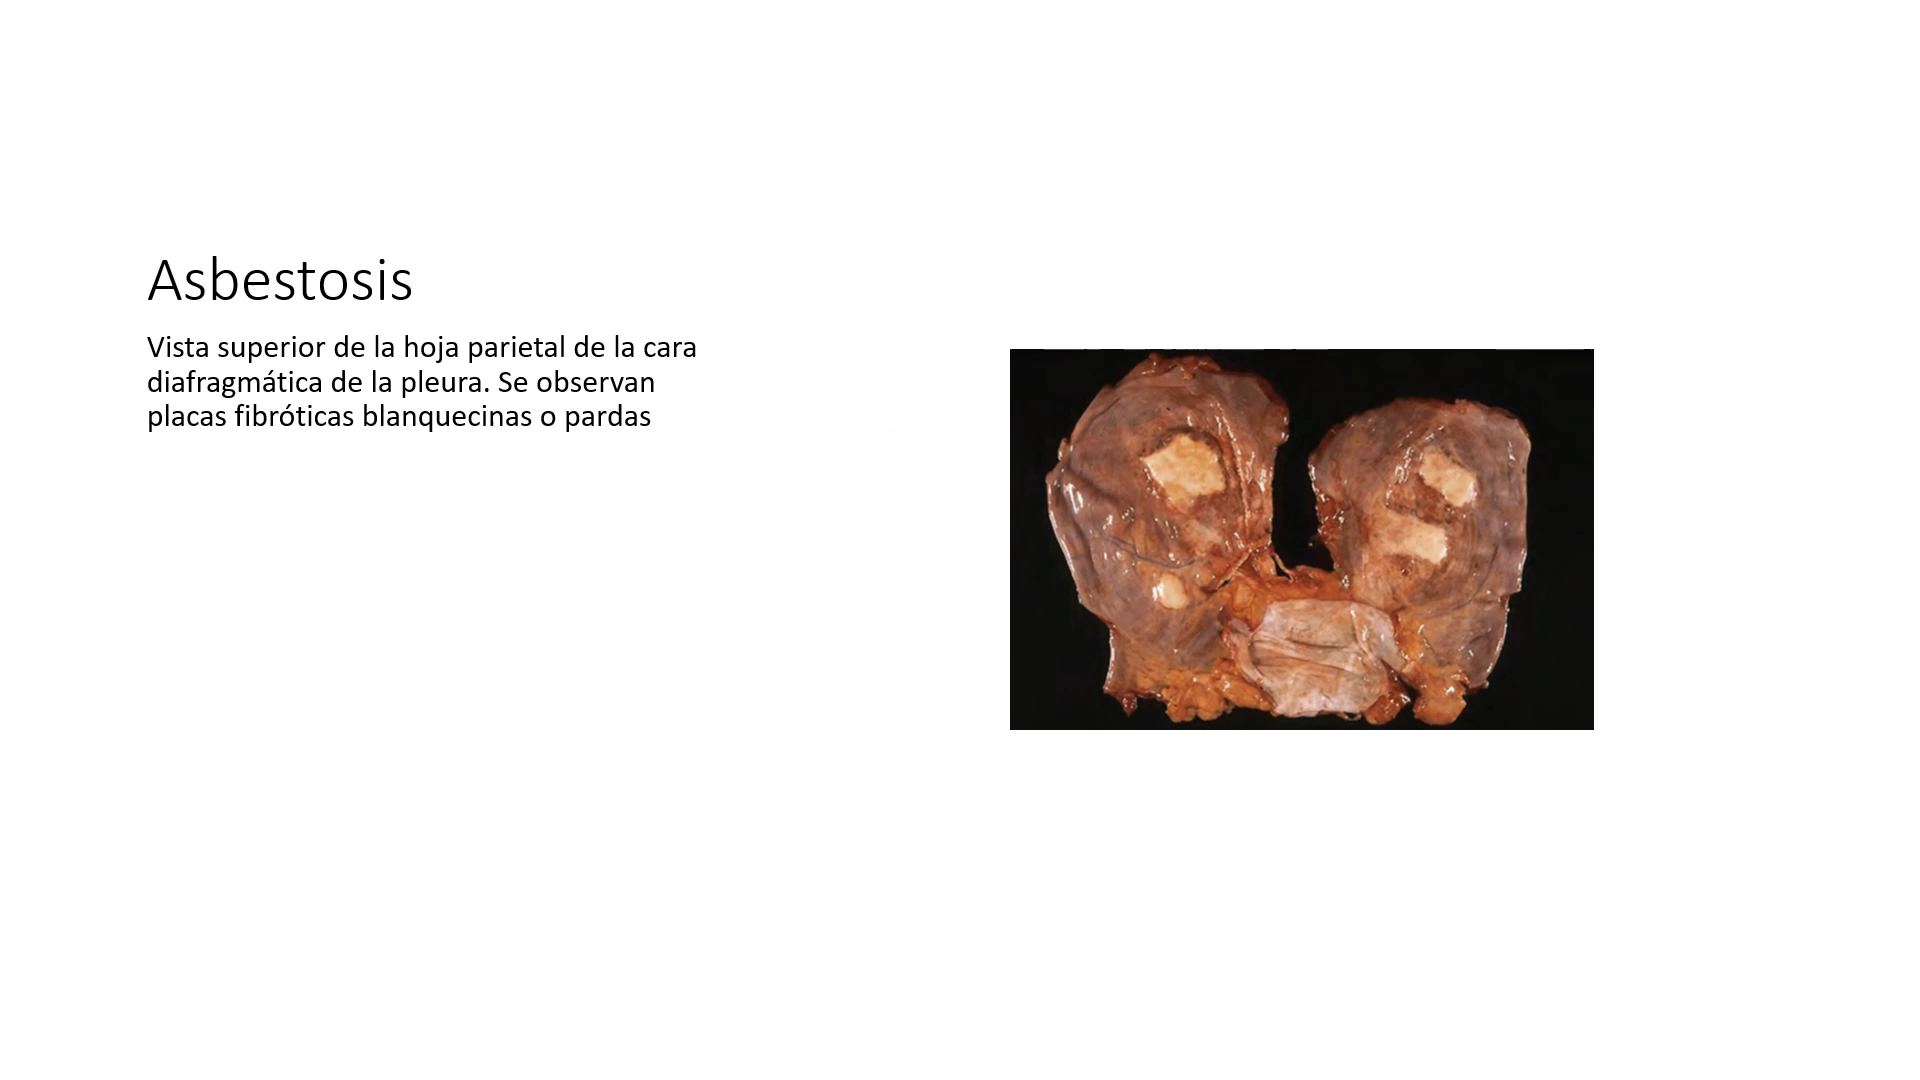 Asbestosis
Vista superior de la hoja parietal de la cara
diafragmática de la pleura. Se observan
placas fibróticas blanquecinas o pardas